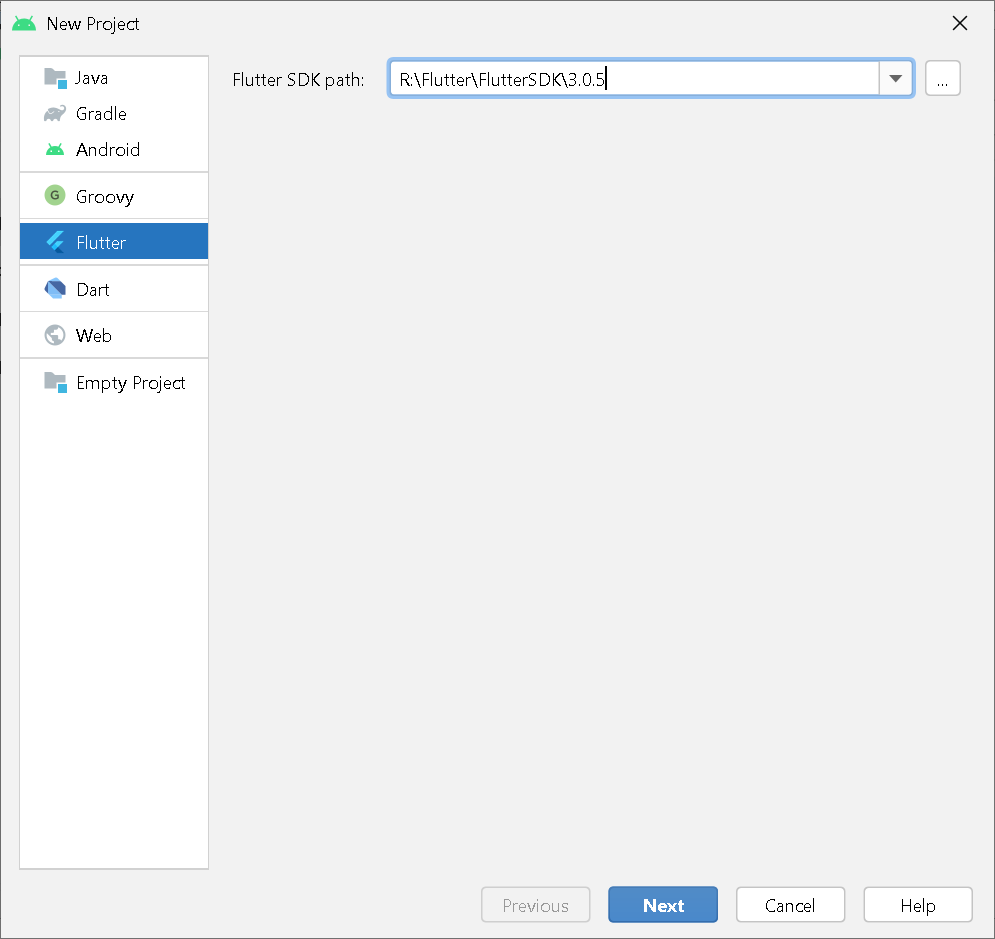 New Project
Java
Gradle
Android
G Groovy
Flutter
Dart
Web
Empty Project
Flutter SDK path: R:\Flutter\FlutterSDK\3.0.5 ...
Previous Next Cancel Help